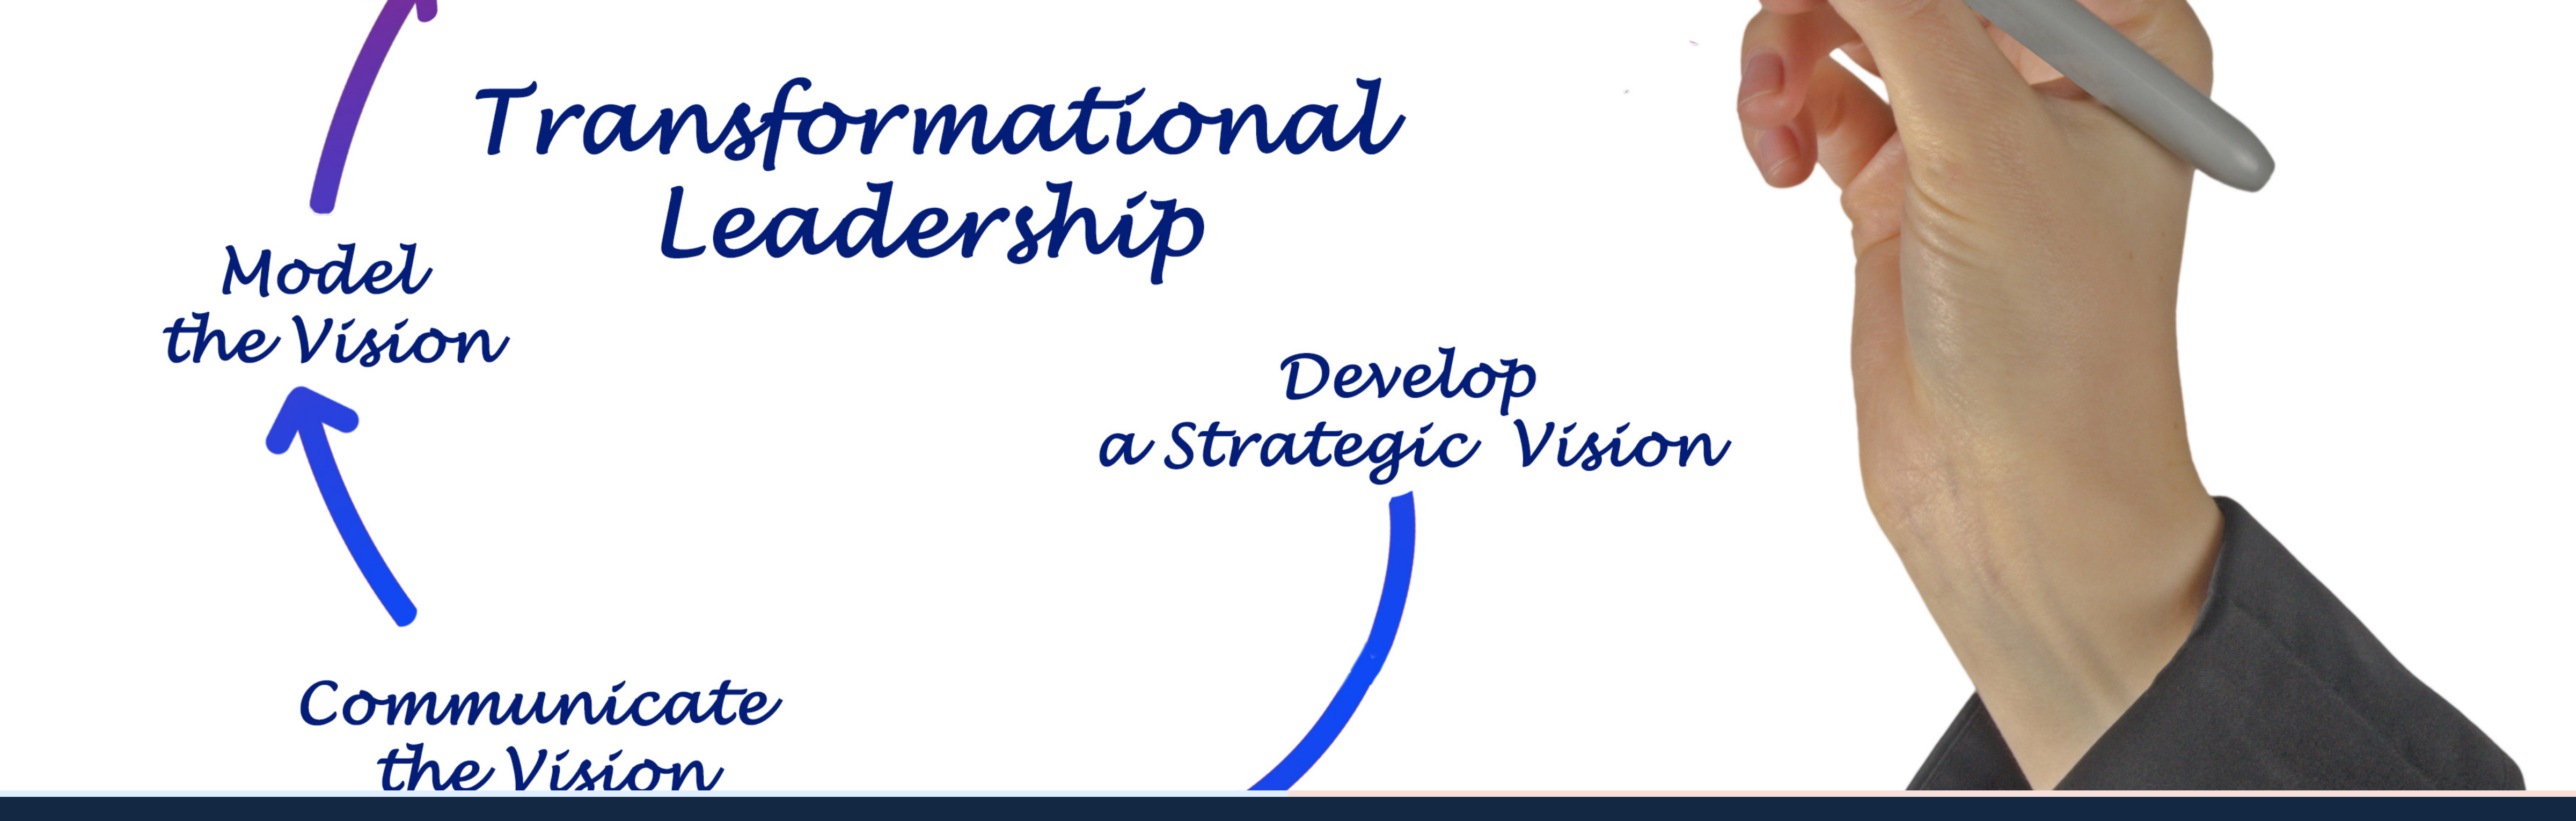 Transformational
Leadership
Model
the Vision
Develop
a Strategic Vision
Communicate
the Vision